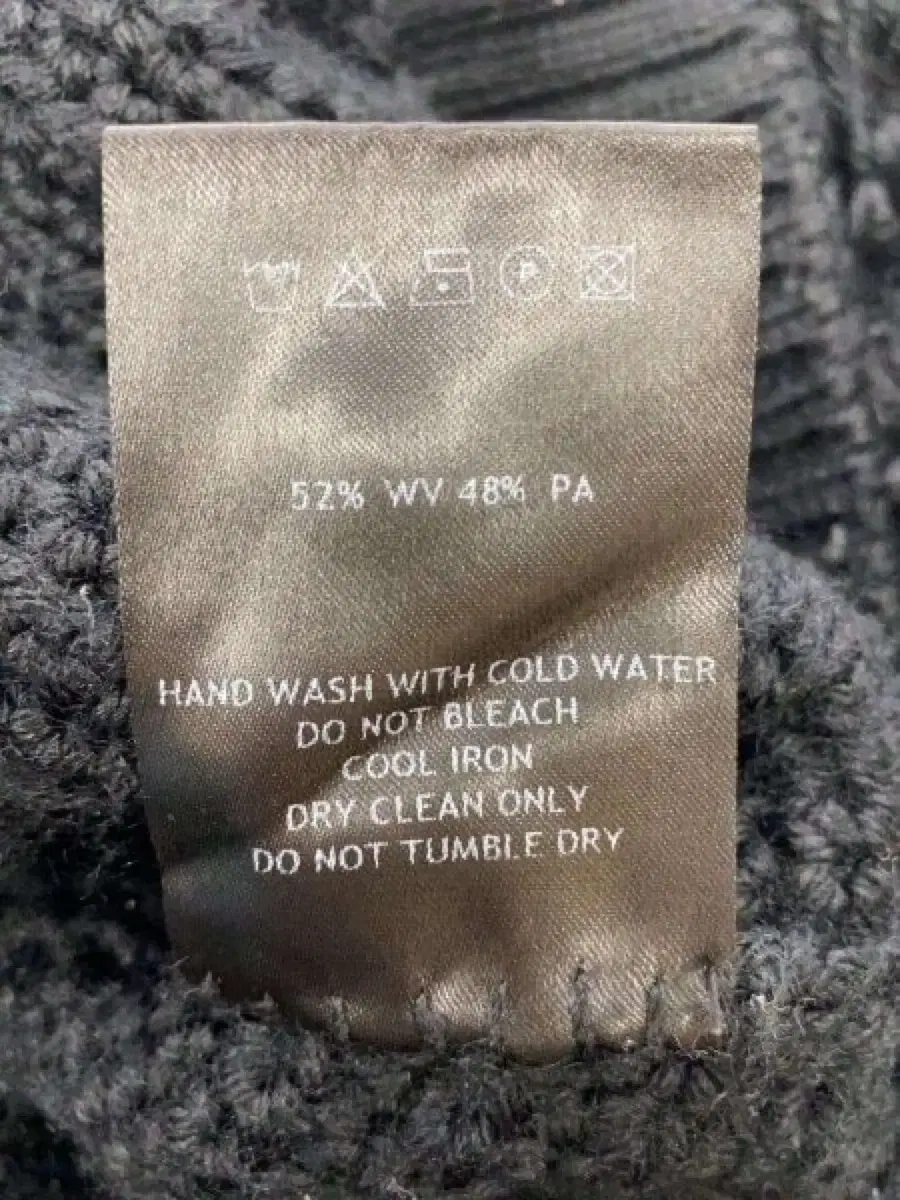 P
52% WV 48% PA
HAND WASH WITH COLD WATER
DO NOT BLEACH
COOL IRON
DRY CLEAN ONLY
DO NOT TUMBLE DRY